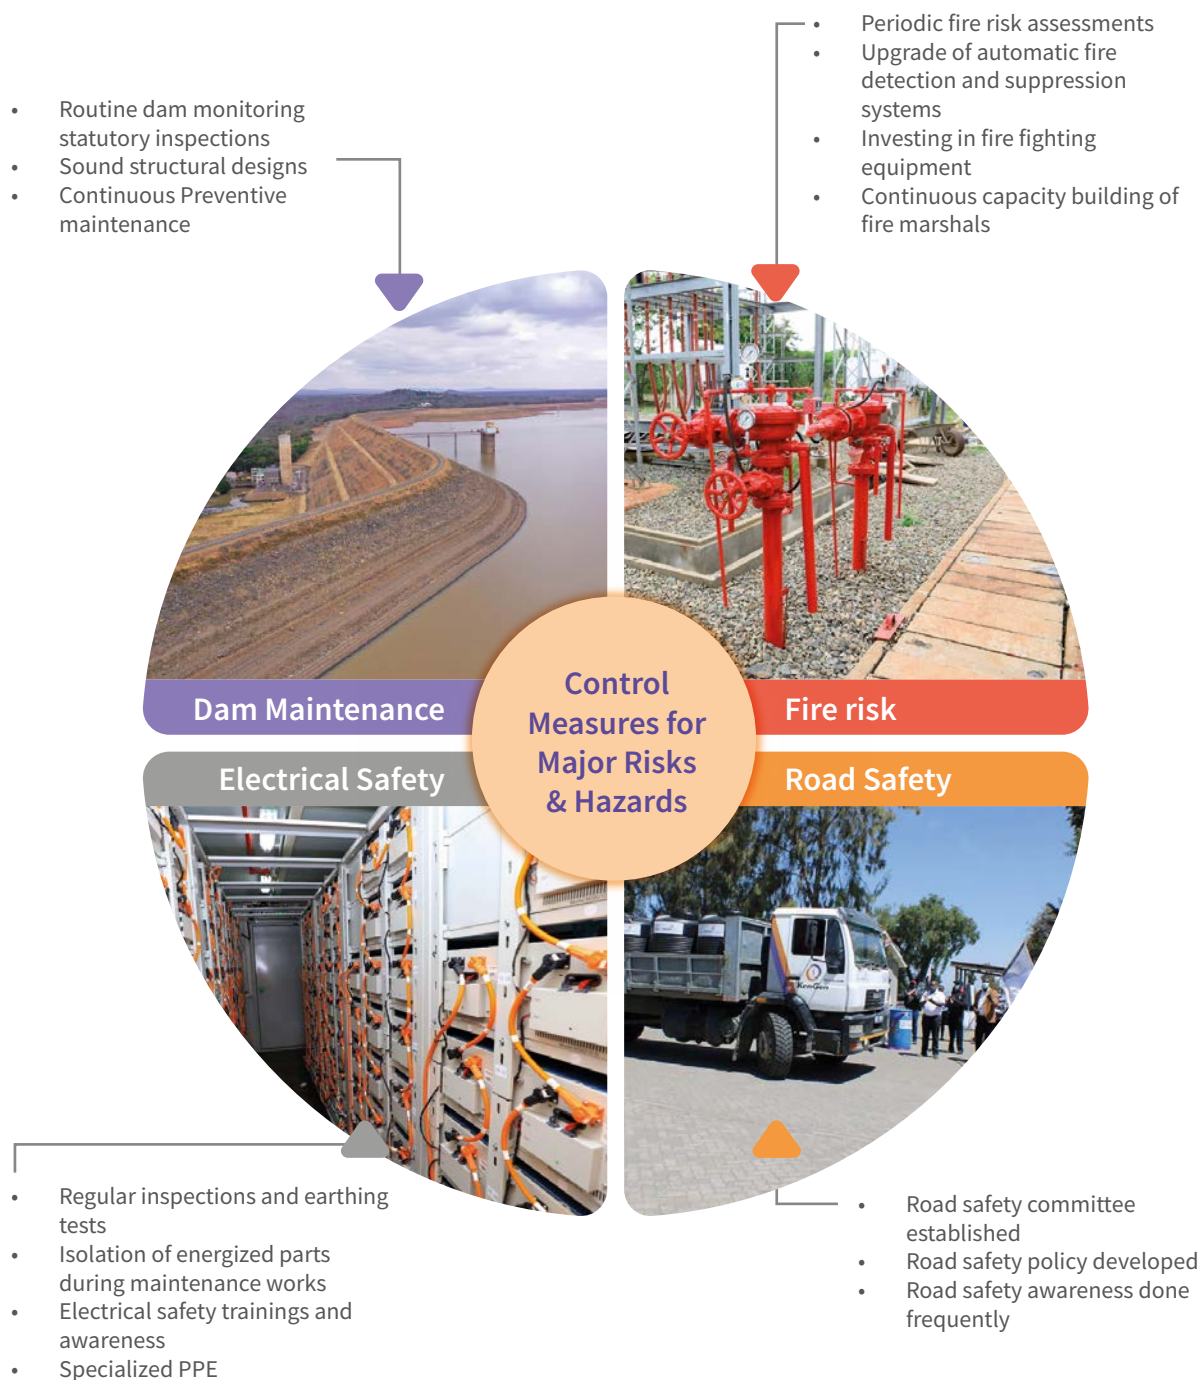 • Routine dam monitoring
statutory inspections
• Sound structural designs
• Continuous Preventive
maintenance
• Periodic fire risk assessments
• Upgrade of automatic fire
detection and suppression
systems
• Investing in fire fighting
equipment
• Continuous capacity building of
fire marshals
Dam Maintenance
Fire risk
Control
Measures for
Major Risks
& Hazards
Electrical Safety
Road Safety
KenGen
• Regular inspections and earthing
tests
• Isolation of energized parts
during maintenance works
• Electrical safety trainings and
awareness
• Specialized PPE
• Road safety committee
established
• Road safety policy developed
• Road safety awareness done
frequently